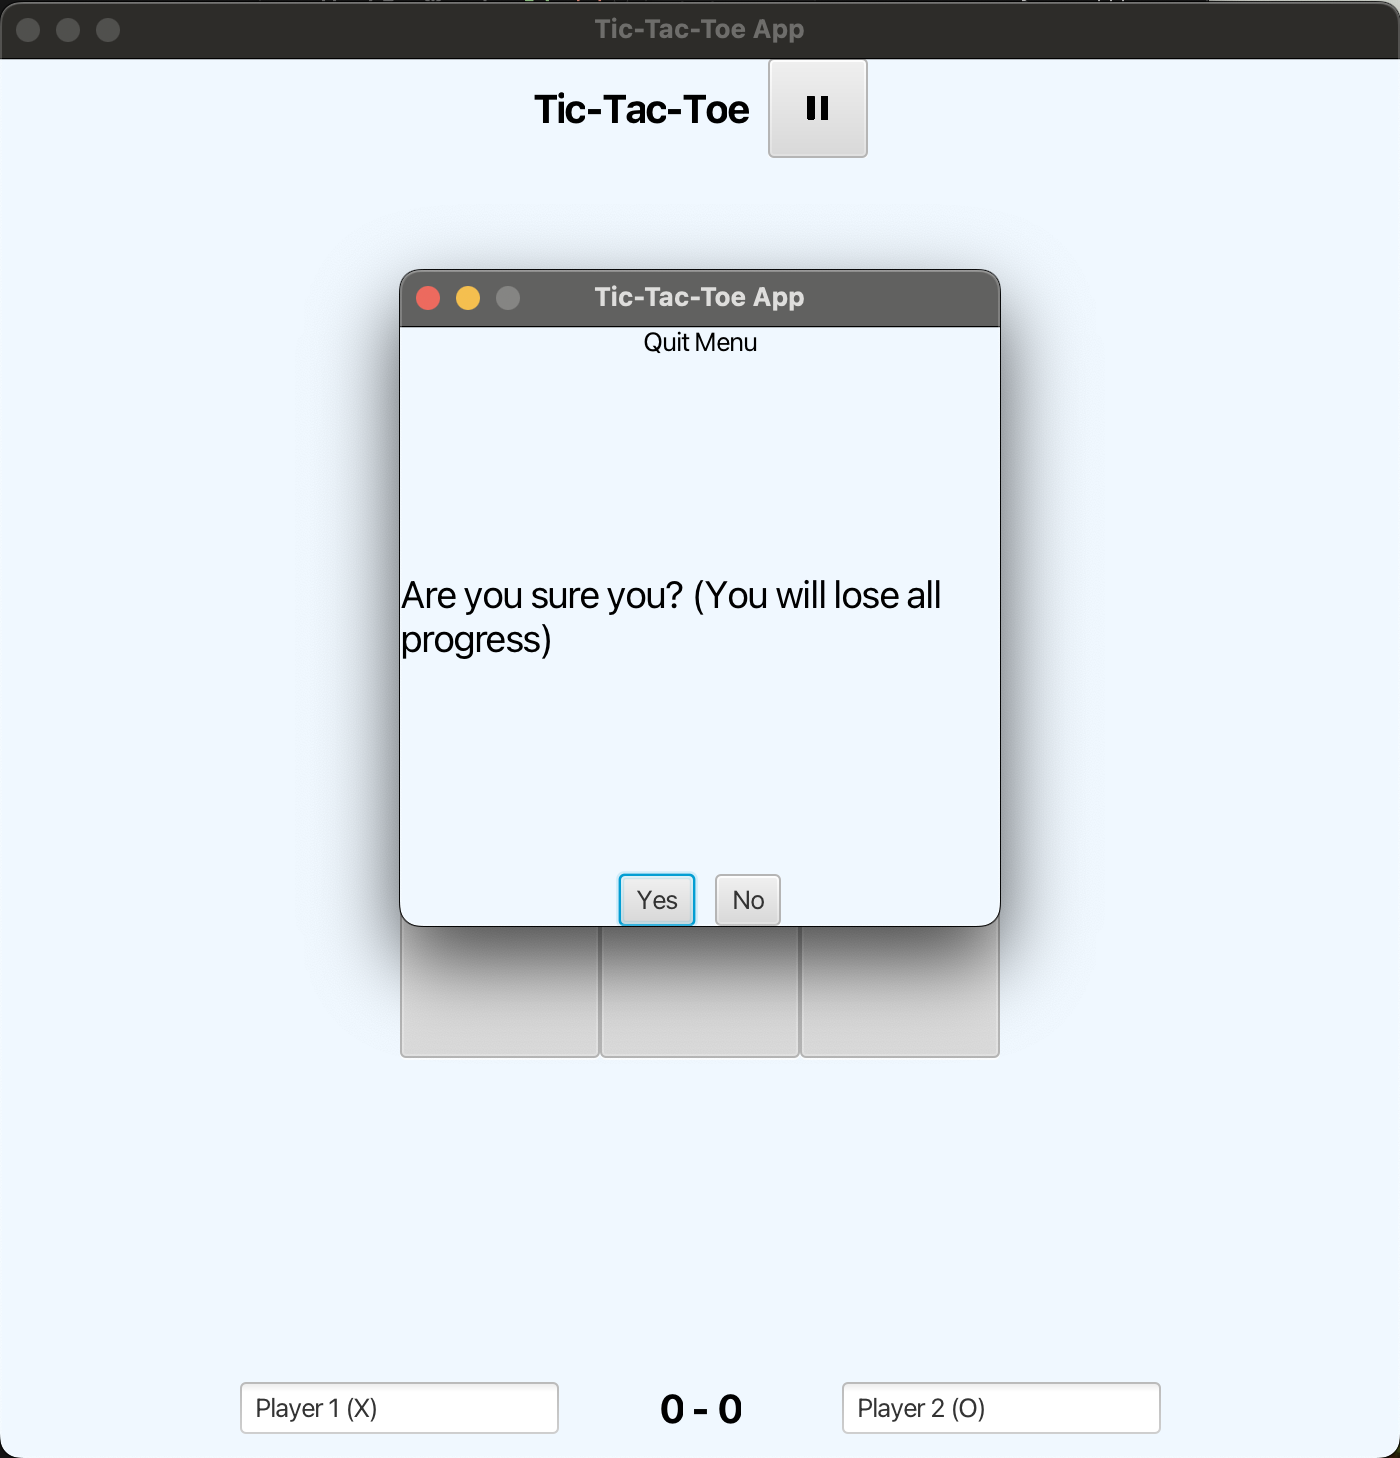 Tic-Tac-Toe App
Tic-Tac-Toe
Tic-Tac-Toe App
Quit Menu
Are you sure you? (You will lose all
progress)
Yes No
Player 1 (X) 0 - 0 Player 2 (O)